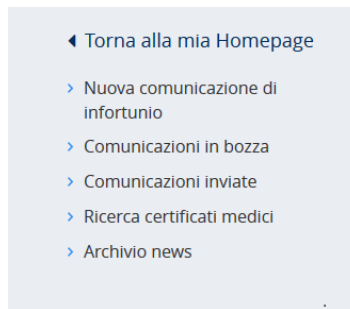 Torna alla mia Homepage
Nuova comunicazione di
infortunio
Comunicazioni in bozza
Comunicazioni inviate
Ricerca certificati medici
Archivio news
.